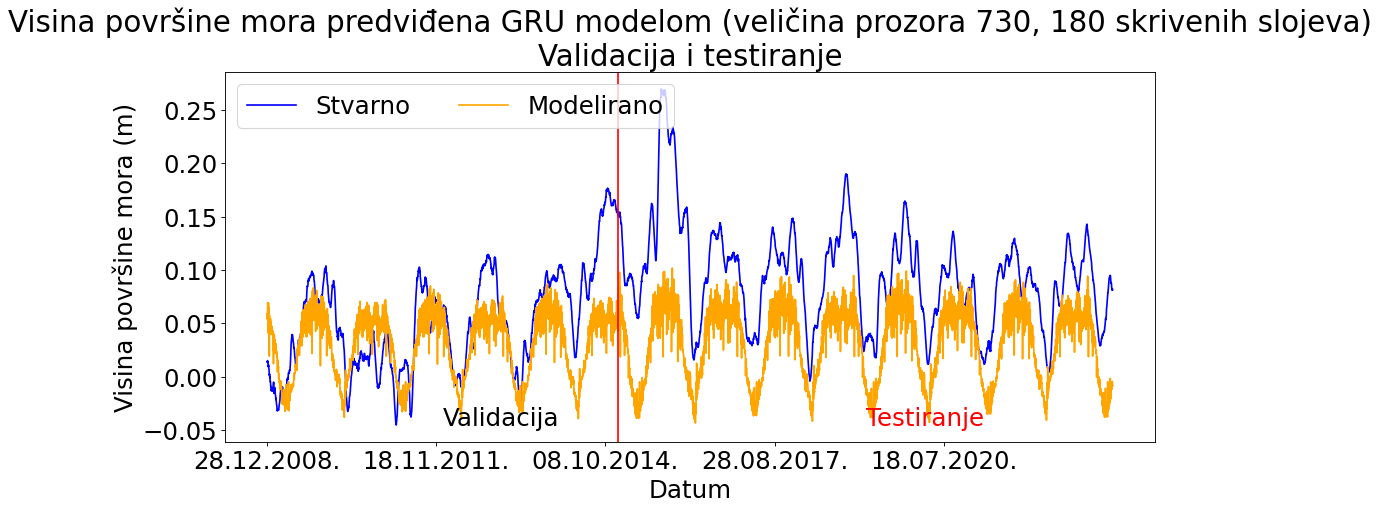 Visina površine mora predviđena GRU modelom (veličina prozora 730, 180 skrivenih slojeva)
Validacija i testiranje
Stvarno
Modelirano
Visina površine mora (m)
0.25
0.20
0.15
0.10
0.05
0.00
−0.05
Validacija
Testiranje
28.12.2008.
18.11.2011.
08.10.2014.
28.08.2017.
18.07.2020.
Datum